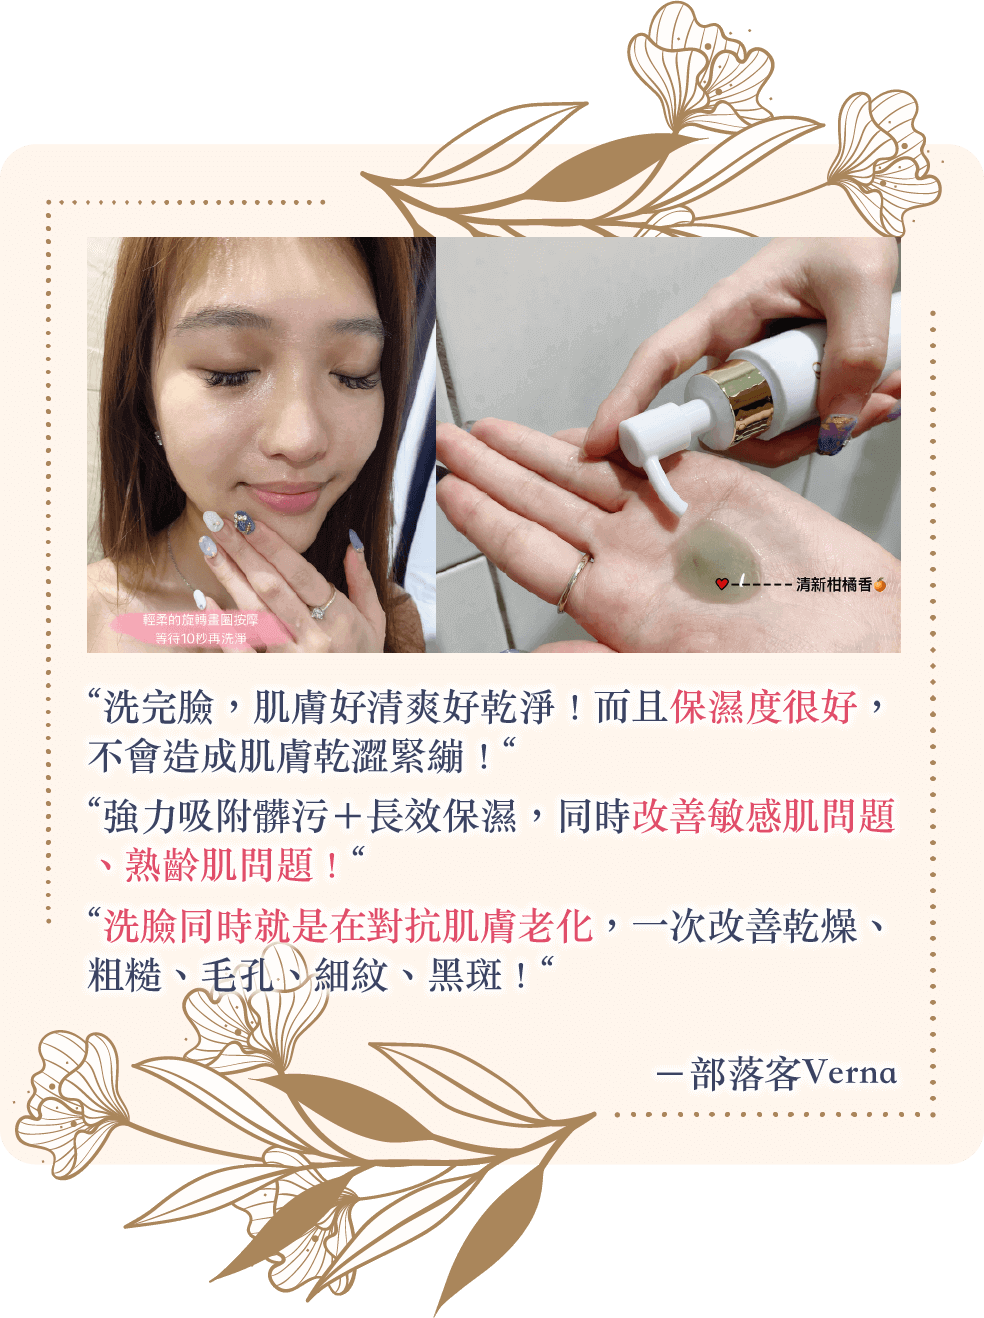 輕柔的旋轉畫圈按摩
等待10秒再洗淨
清新柑橘香
“洗完臉，肌膚好清爽好乾淨！而且保濕度很好，
不會造成肌膚乾澀緊繃！“
“強力吸附髒污＋長效保濕，同時改善敏感肌問題
、熟齡肌問題！“
“洗臉同時就是在對抗肌膚老化，一次改善乾燥、
粗糙、毛孔、細紋、黑斑！“
－部落客Verna